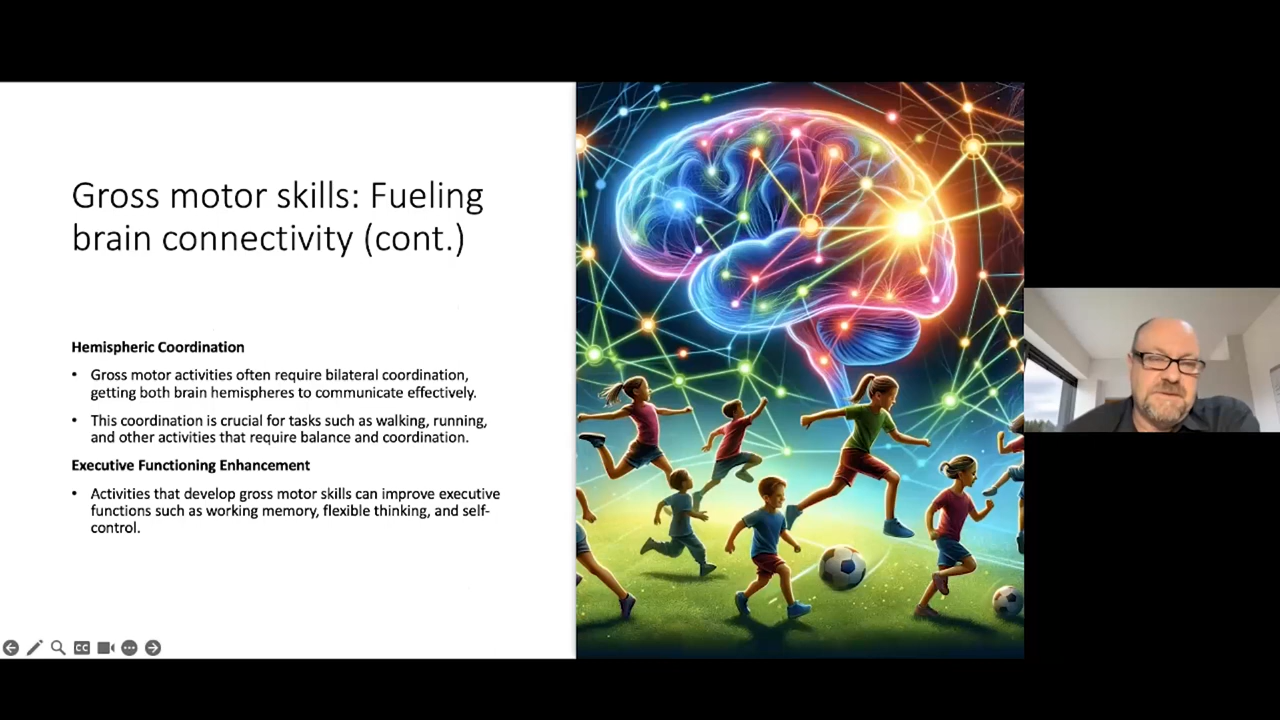 Gross motor skills: Fueling
brain connectivity (cont.)
Hemispheric Coordination
• Gross motor activities often require bilateral coordination,
getting both brain hemispheres to communicate effectively.
• This coordination is crucial for tasks such as walking, running,
and other activities that require balance and coordination.
Executive Functioning Enhancement
• Activities that develop gross motor skills can improve executive
functions such as working memory, flexible thinking, and self-
control.
CC